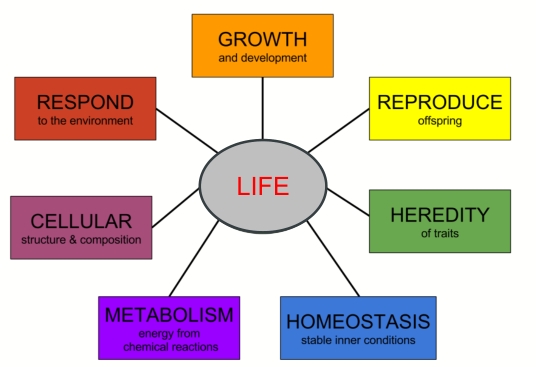 GROWTH
and development
RESPOND
to the environment
REPRODUCE
offspring
LIFE
CELLULAR
structure & composition
HEREDITY
of traits
METABOLISM
energy from
chemical reactions
HOMEOSTASIS
stable inner conditions